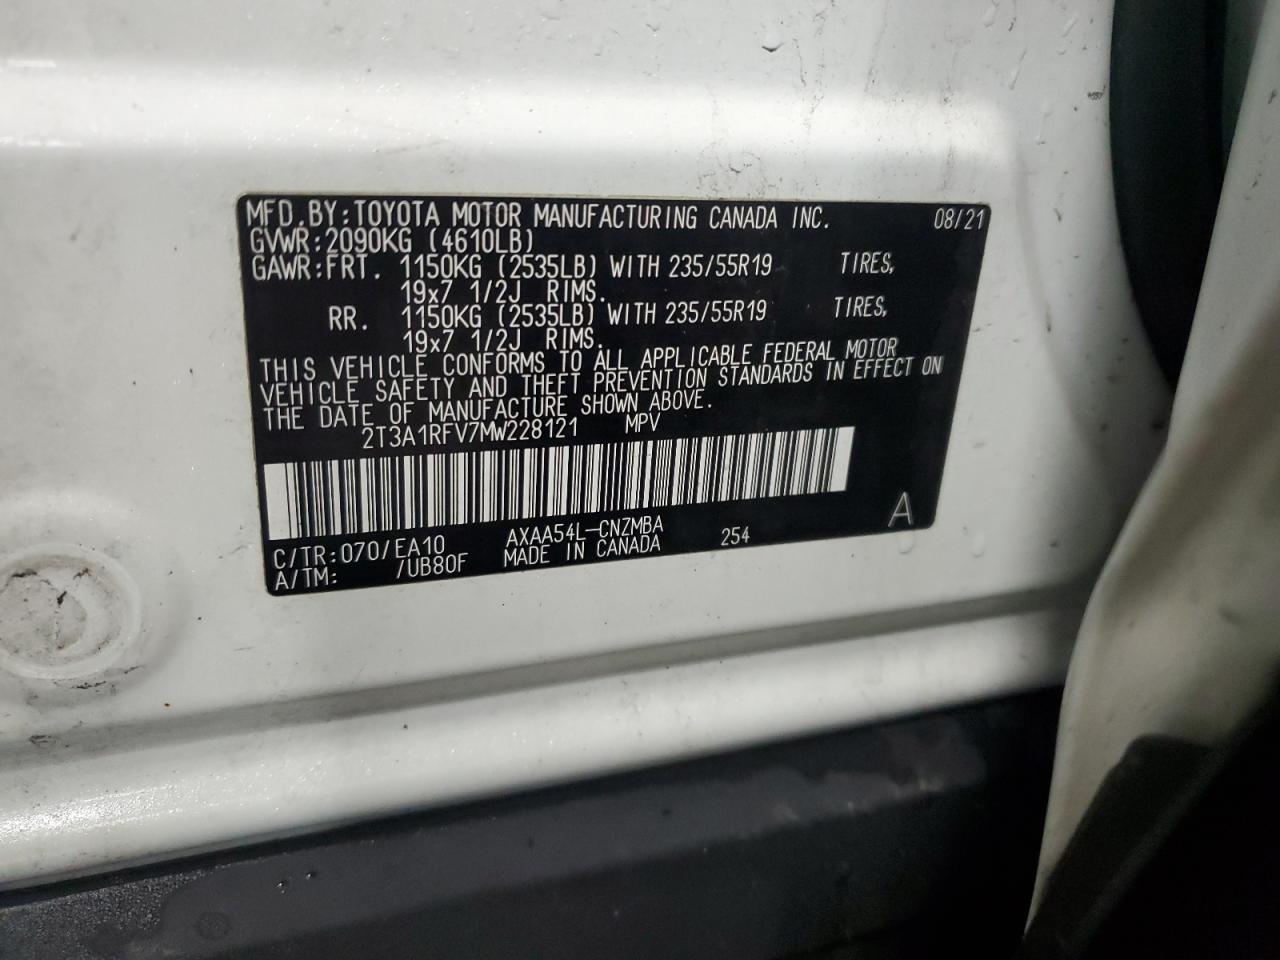 MFD.BY:TOYOTA MOTOR MANUFACTURING CANADA INC. 08/21
GVWR:2090KG (4610LB)
GAWR:FRT. 1150KG (2535LB) WITH 235/55R19 TIRES,
19x7 1/2J RIMS.
RR. 1150KG (2535LB) WITH 235/55R19 TIRES,
19x7 1/2J RIMS.
THIS VEHICLE CONFORMS TO ALL APPLICABLE FEDERAL MOTOR
VEHICLE SAFETY AND THEFT PREVENTION STANDARDS IN EFFECT ON
THE DATE OF MANUFACTURE SHOWN ABOVE.
2T3A1RFV7MW228121 MPV
C/TR:070/EA10 AXAA54L-CNZMBA 254 A
A/TM: /UB80F MADE IN CANADA